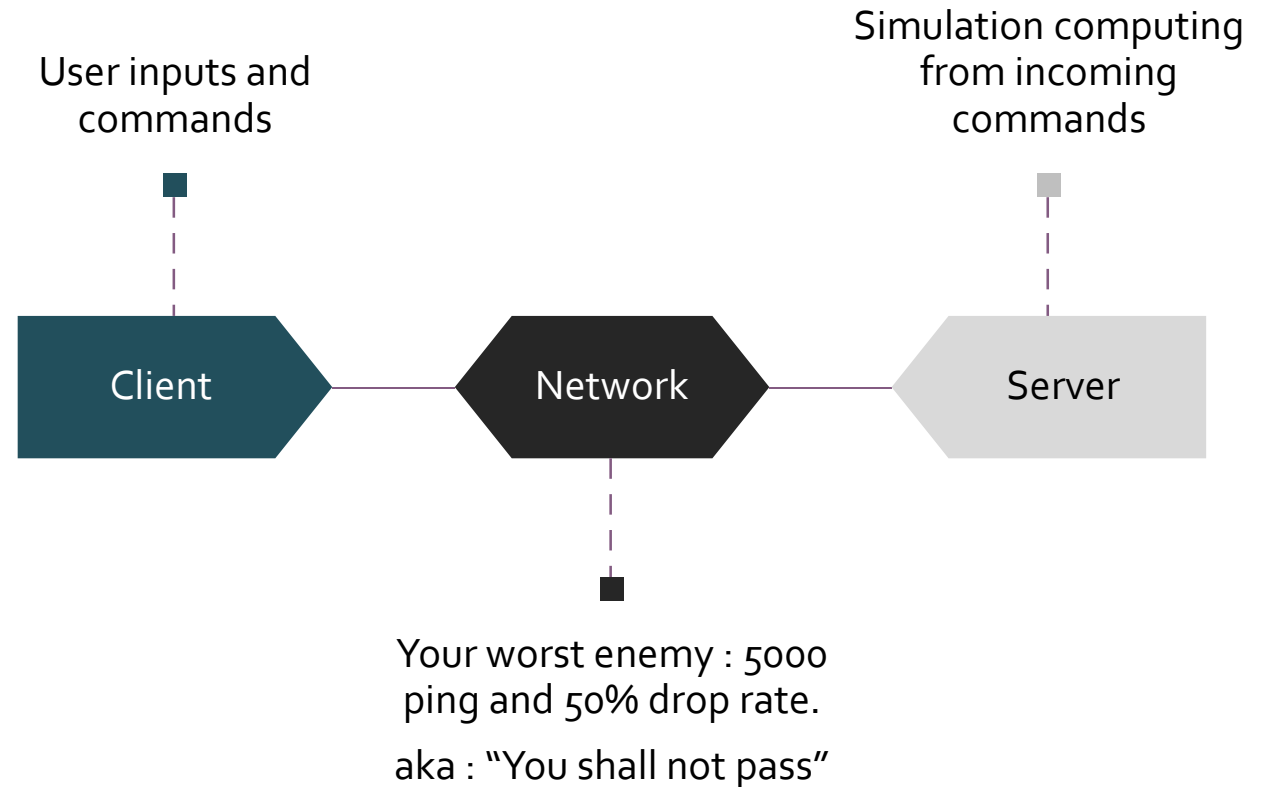 User inputs and
commands
Simulation computing
from incoming
commands
Client
Network
Server
Your worst enemy : 5000
ping and 50% drop rate.
aka : “You shall not pass”